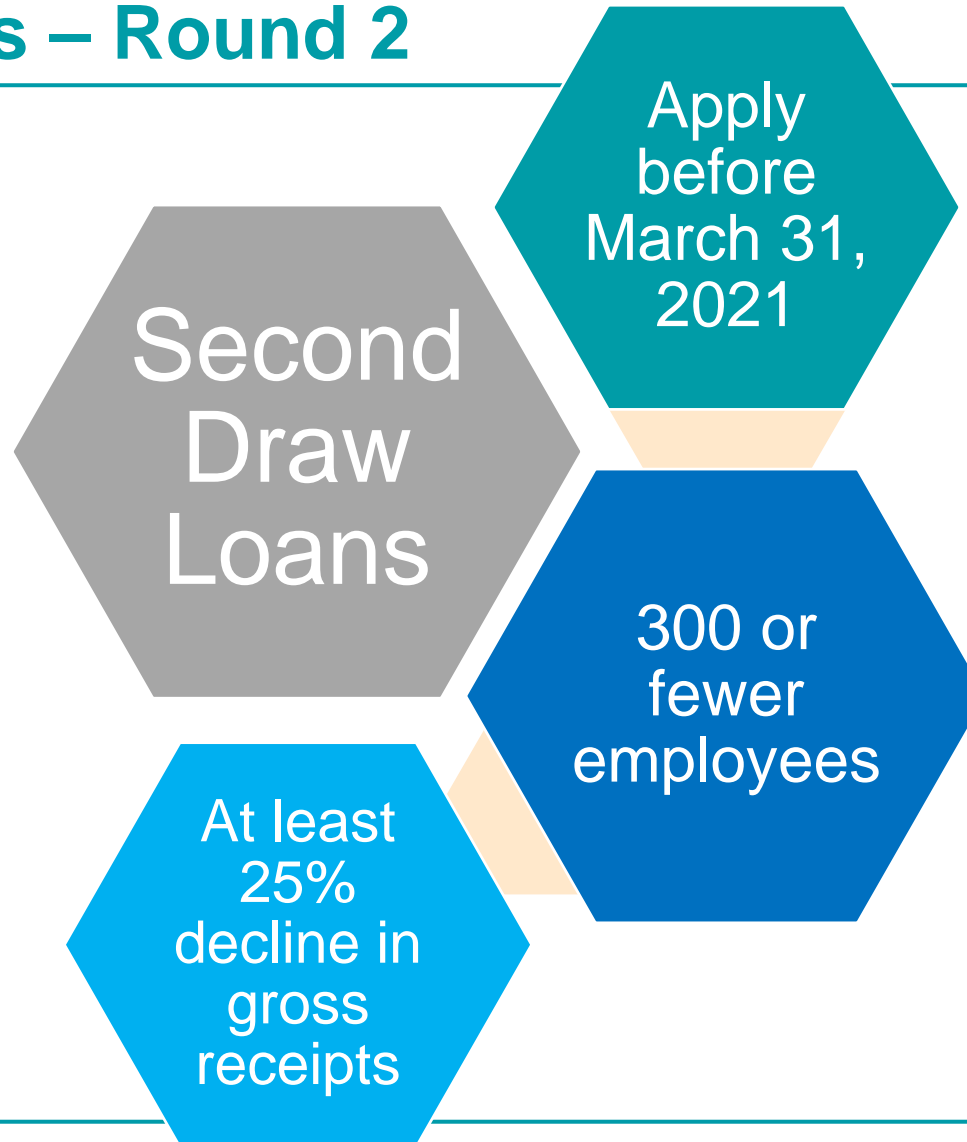 s – Round 2
Apply
before
March 31,
2021
Second
Draw
Loans
300 or
fewer
employees
At least
25%
decline in
gross
receipts